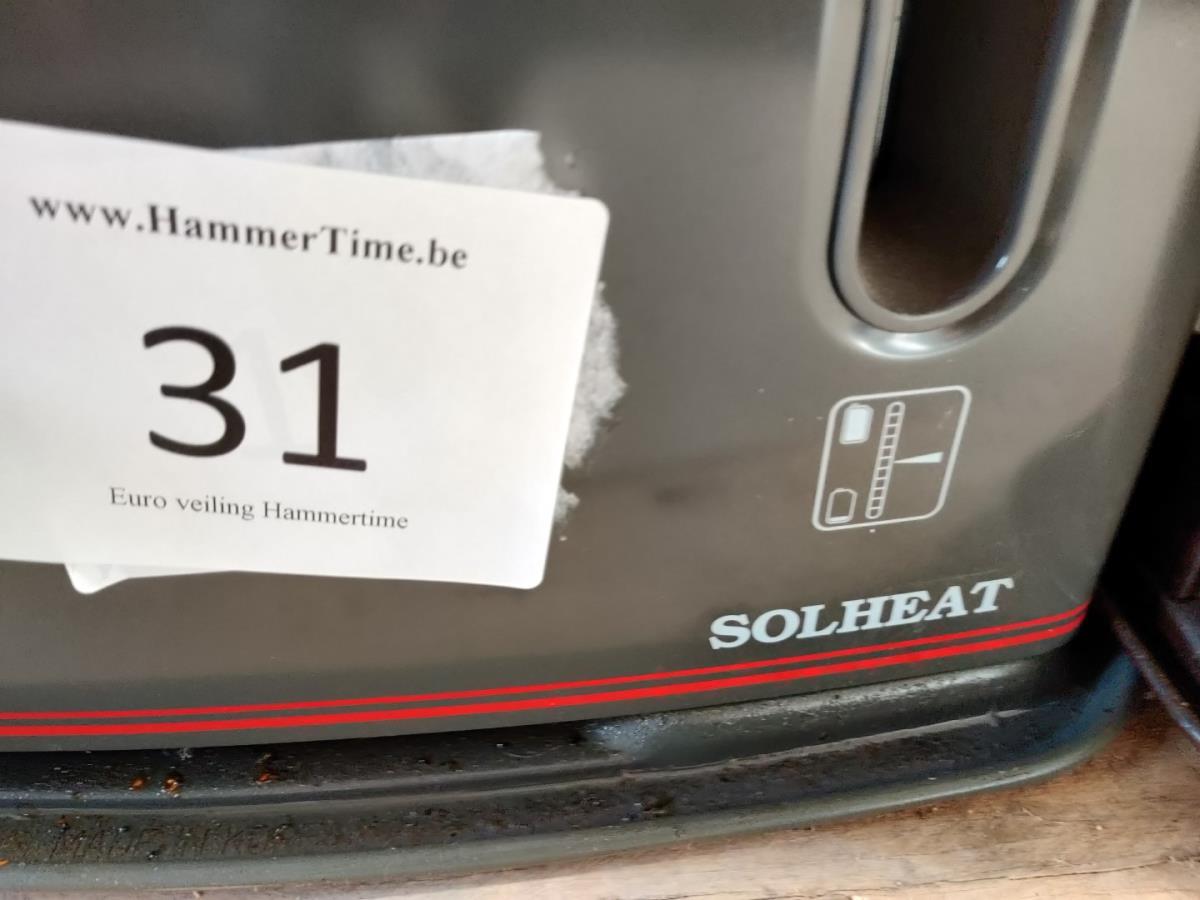 www.HammerTime.be
31
Euro veiling Hammertime
SOLHEAT